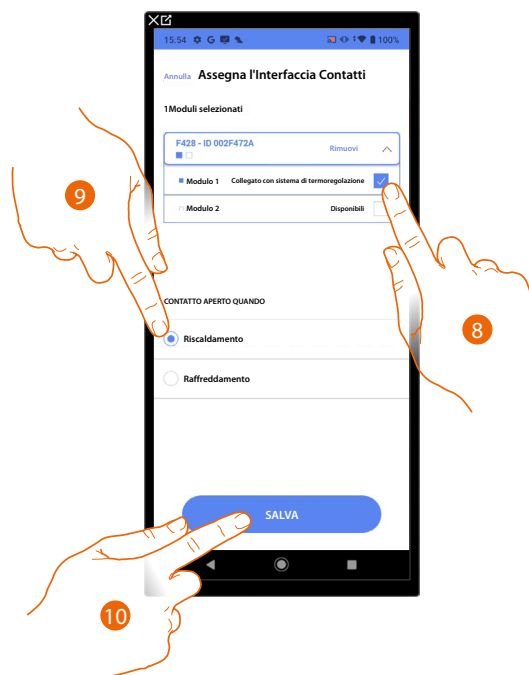 15:54 G 100%
Annulla Assegna l'Interfaccia Contatti
1Moduli selezionati
F428 - ID 002F472A Rimuovi
Modulo 1 Collegato con sistema di termoregolazione
Modulo 2 Disponibili
9
8
CONTATTO APERTO QUANDO
Riscaldamento
Raffreddamento
SALVA
10